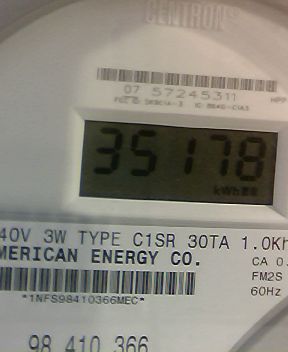 CENTRON®
07 57245311
35178
kWh
40V 3W TYPE C1SR 30TA 1.0Kh
MERICAN ENERGY CO.
CA 0.
FM2S
60Hz
*1NFS98410366MEC*
98 410 366